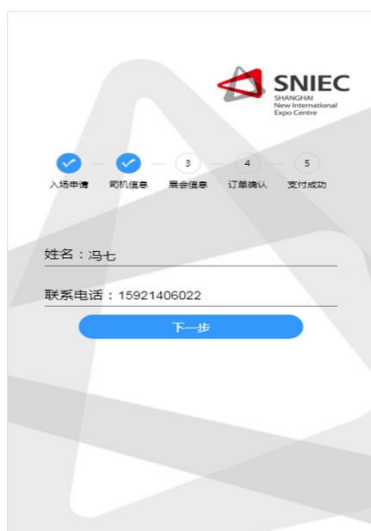 SNIEC
SHANGHAI
New International
Expo Centre
3 4 5
入场申请 司机信息 展会信息 订单确认 支付成功
姓名：冯七
联系电话：15921406022
下一步